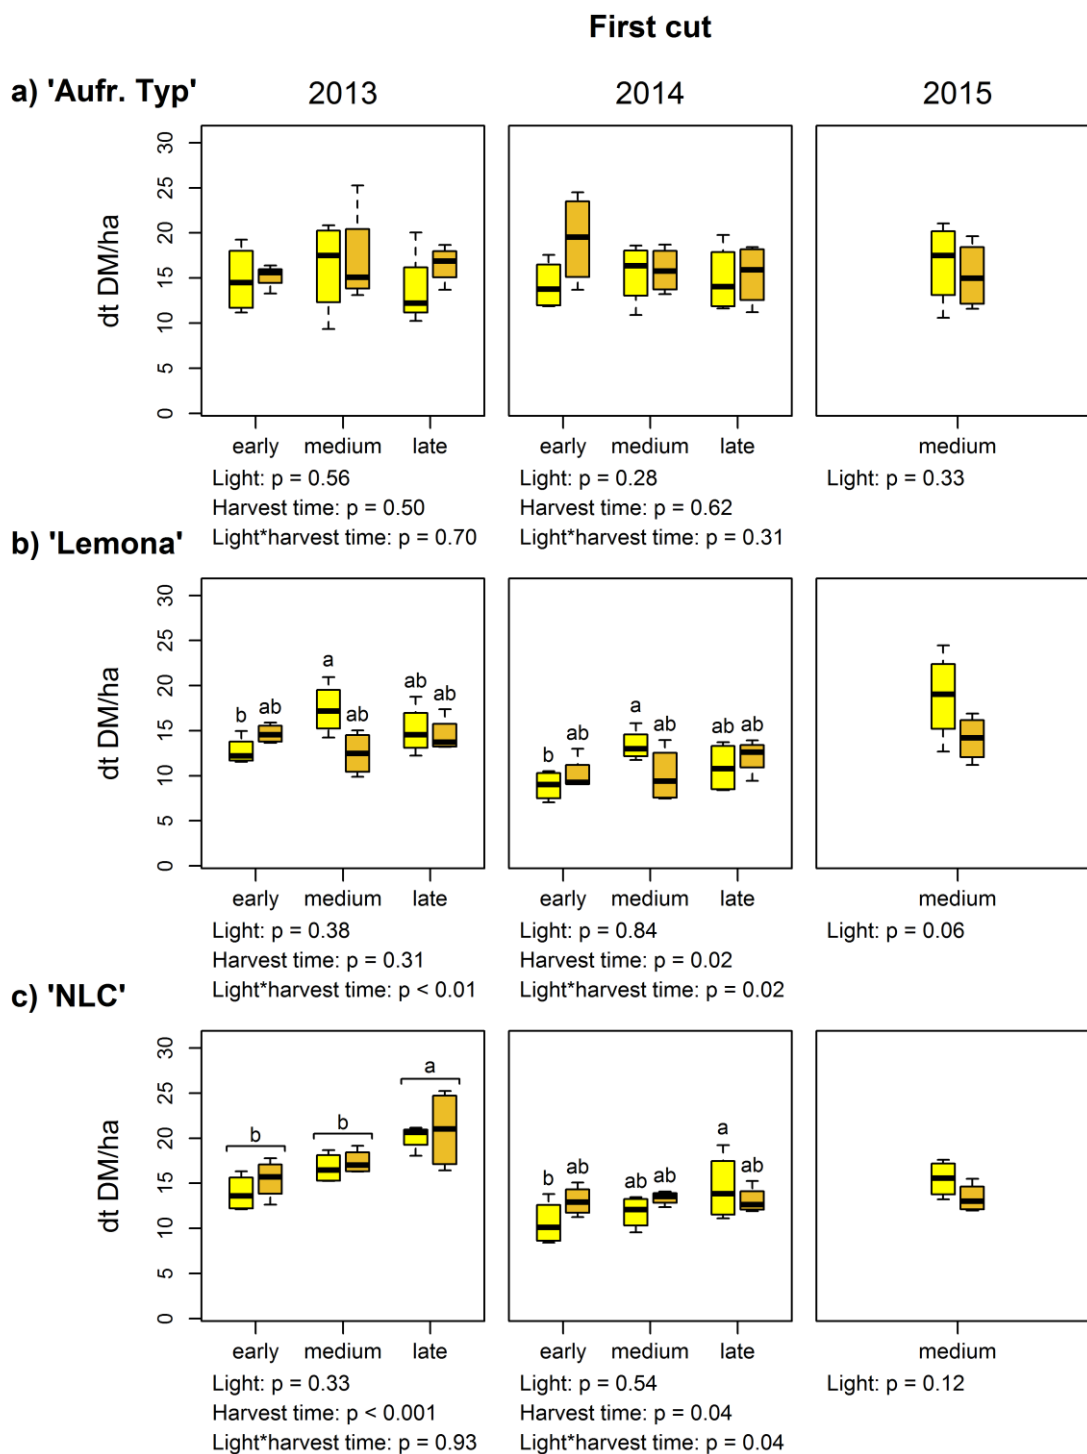 First cut
a) 'Aufr. Typ'
2013 2014 2015
dt DM/ha
30
25
20
15
10
5
0
early medium late early medium late medium
Light: p = 0.56 Light: p = 0.28 Light: p = 0.33
Harvest time: p = 0.50 Harvest time: p = 0.62
Light*harvest time: p = 0.70 Light*harvest time: p = 0.31
b) 'Lemona'
dt DM/ha
30
25
20
15
10
5
0
b ab a ab ab ab
b ab a ab ab ab
early medium late early medium late medium
Light: p = 0.38 Light: p = 0.84 Light: p = 0.06
Harvest time: p = 0.31 Harvest time: p = 0.02
Light*harvest time: p < 0.01 Light*harvest time: p = 0.02
c) 'NLC'
dt DM/ha
30
25
20
15
10
5
0
b b a
b ab ab ab a ab
early medium late early medium late medium
Light: p = 0.33 Light: p = 0.54 Light: p = 0.12
Harvest time: p < 0.001 Harvest time: p = 0.04
Light*harvest time: p = 0.93 Light*harvest time: p = 0.04